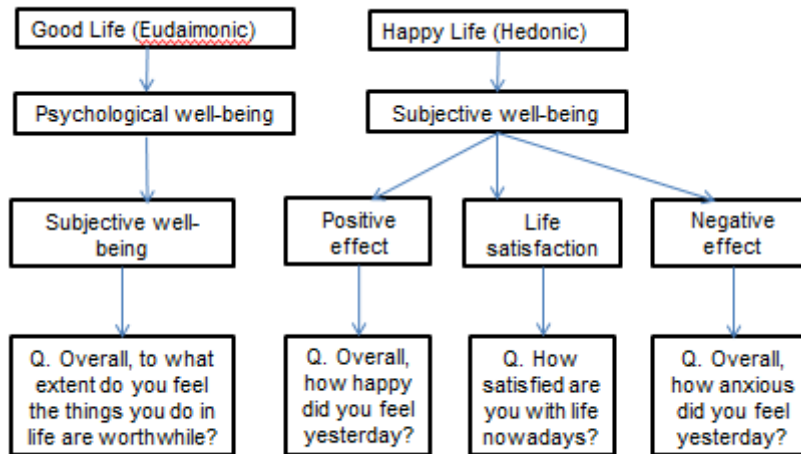 Good Life (Eudaimonic)
Happy Life (Hedonic)
Psychological well-being
Subjective well-being
Subjective well-
being
Positive
effect
Life
satisfaction
Negative
effect
Q. Overall, to what
extent do you feel
the things you do in
life are worthwhile?
Q. Overall,
how happy
did you feel
yesterday?
Q. How
satisfied are
you with life
nowadays?
Q. Overall,
how anxious
did you feel
yesterday?